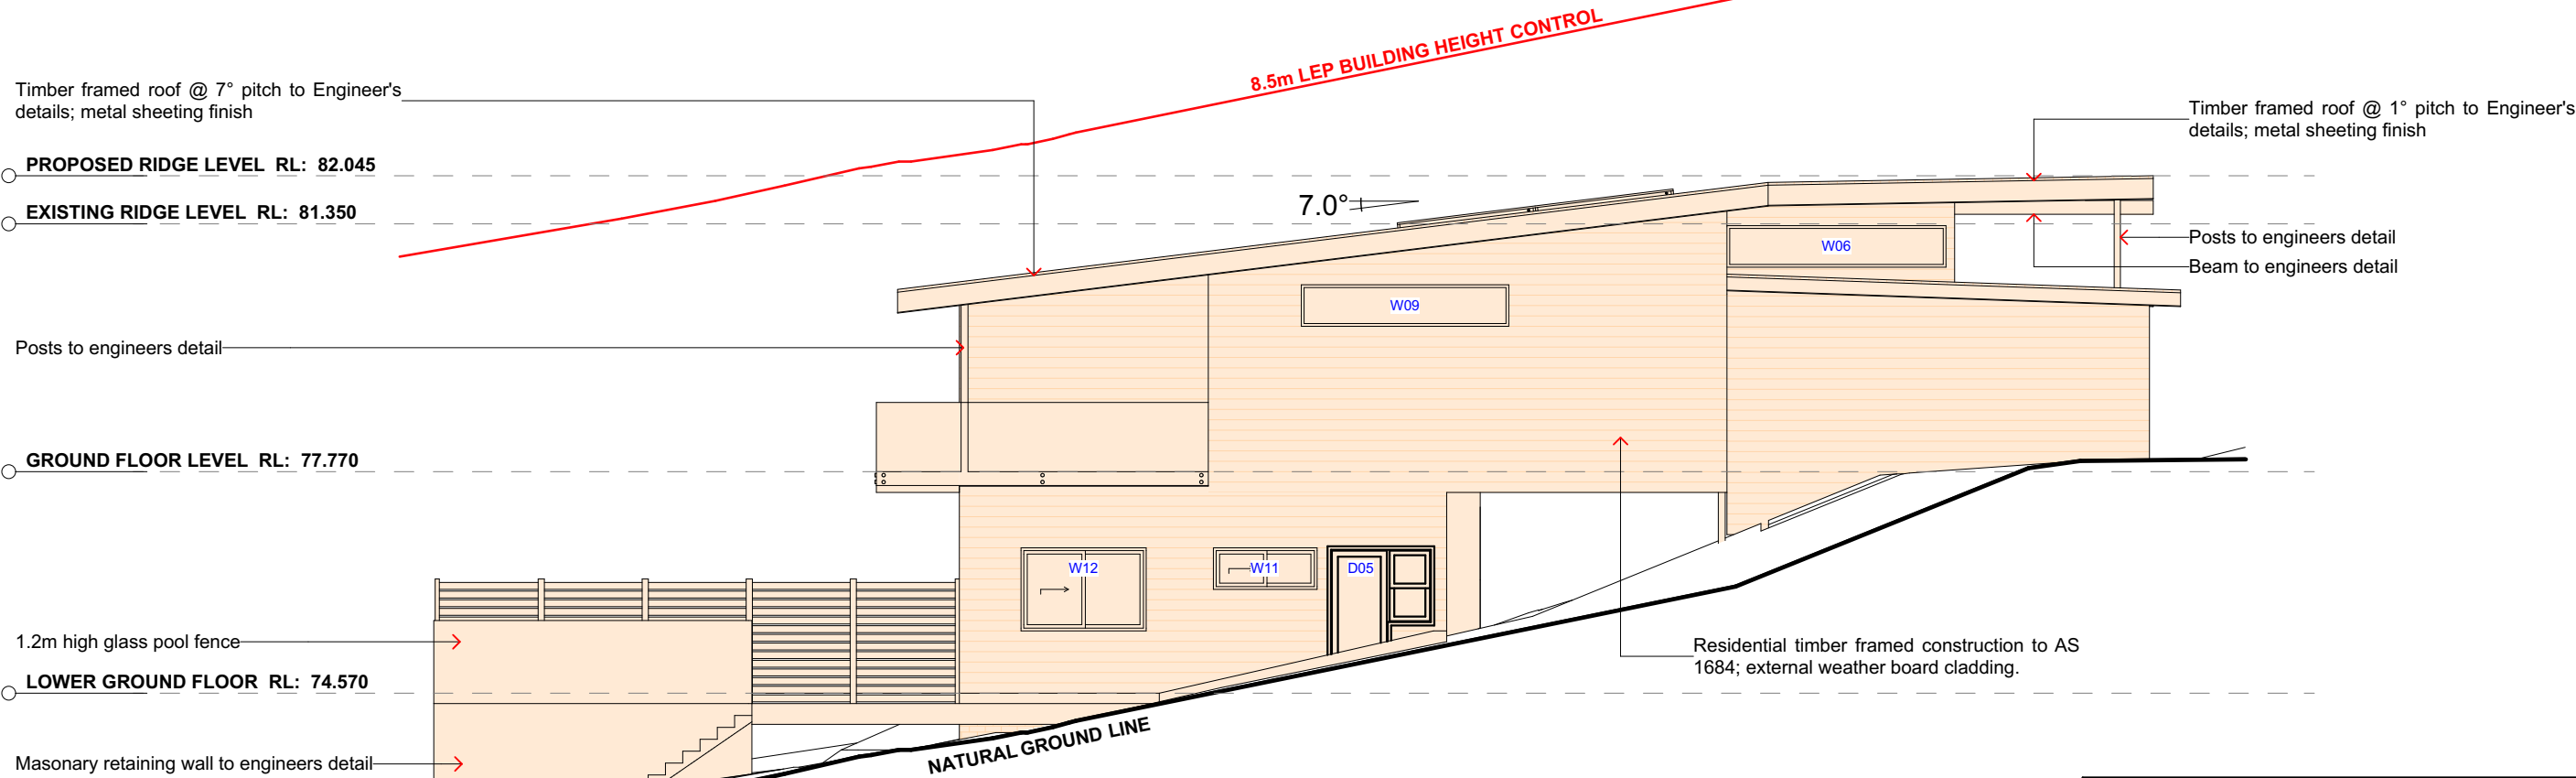 8.5m LEP BUILDING HEIGHT CONTROL
Timber framed roof @ 7° pitch to Engineer's
details; metal sheeting finish
Timber framed roof @ 1° pitch to Engineer's
details; metal sheeting finish
PROPOSED RIDGE LEVEL RL: 82.045
EXISTING RIDGE LEVEL RL: 81.350
7.0°
W06
Posts to engineers detail
Beam to engineers detail
W09
Posts to engineers detail
GROUND FLOOR LEVEL RL: 77.770
W12
W11
D05
1.2m high glass pool fence
Residential timber framed construction to AS
1684; external weather board cladding.
LOWER GROUND FLOOR RL: 74.570
NATURAL GROUND LINE
Masonary retaining wall to engineers detail